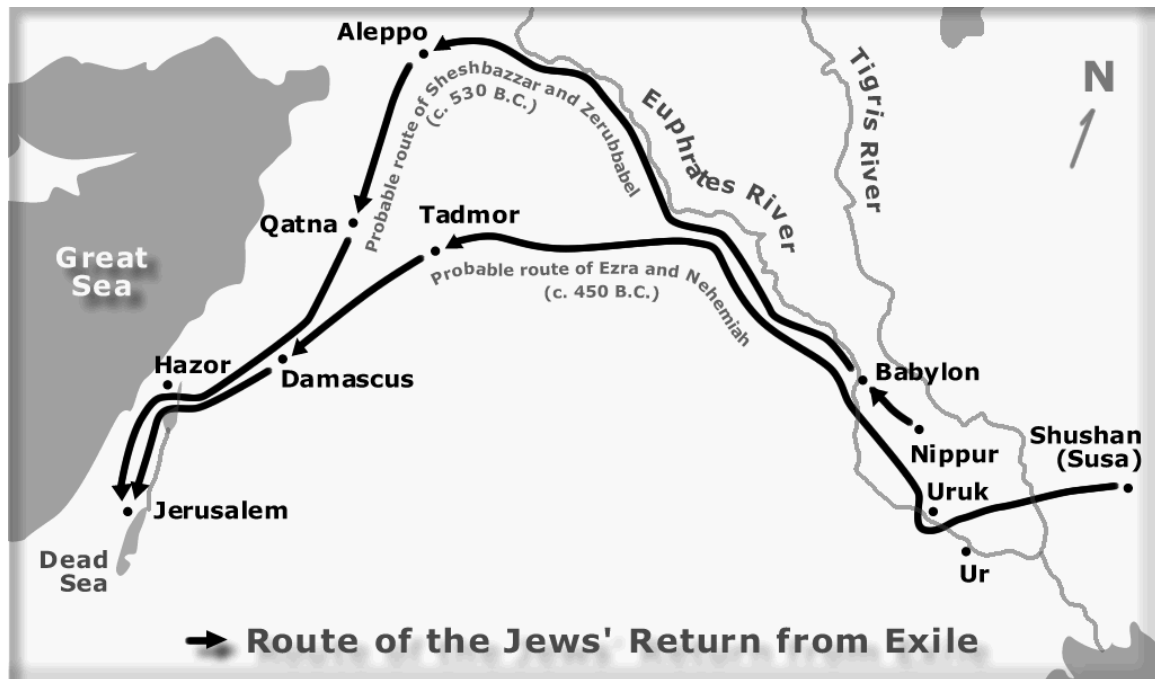 Aleppo
Probable route of Sheshbazzar and Zerubbabel
(c. 530 B.C.)
Euphrates River
Tigris River
N
Qatna
Tadmor
Great
Sea
Probable route of Ezra and Nehemiah
(c. 450 B.C.)
Hazor
Damascus
Babylon
Nippur
Shushan
(Susa)
Uruk
Jerusalem
Dead
Sea
Ur
Route of the Jews' Return from Exile